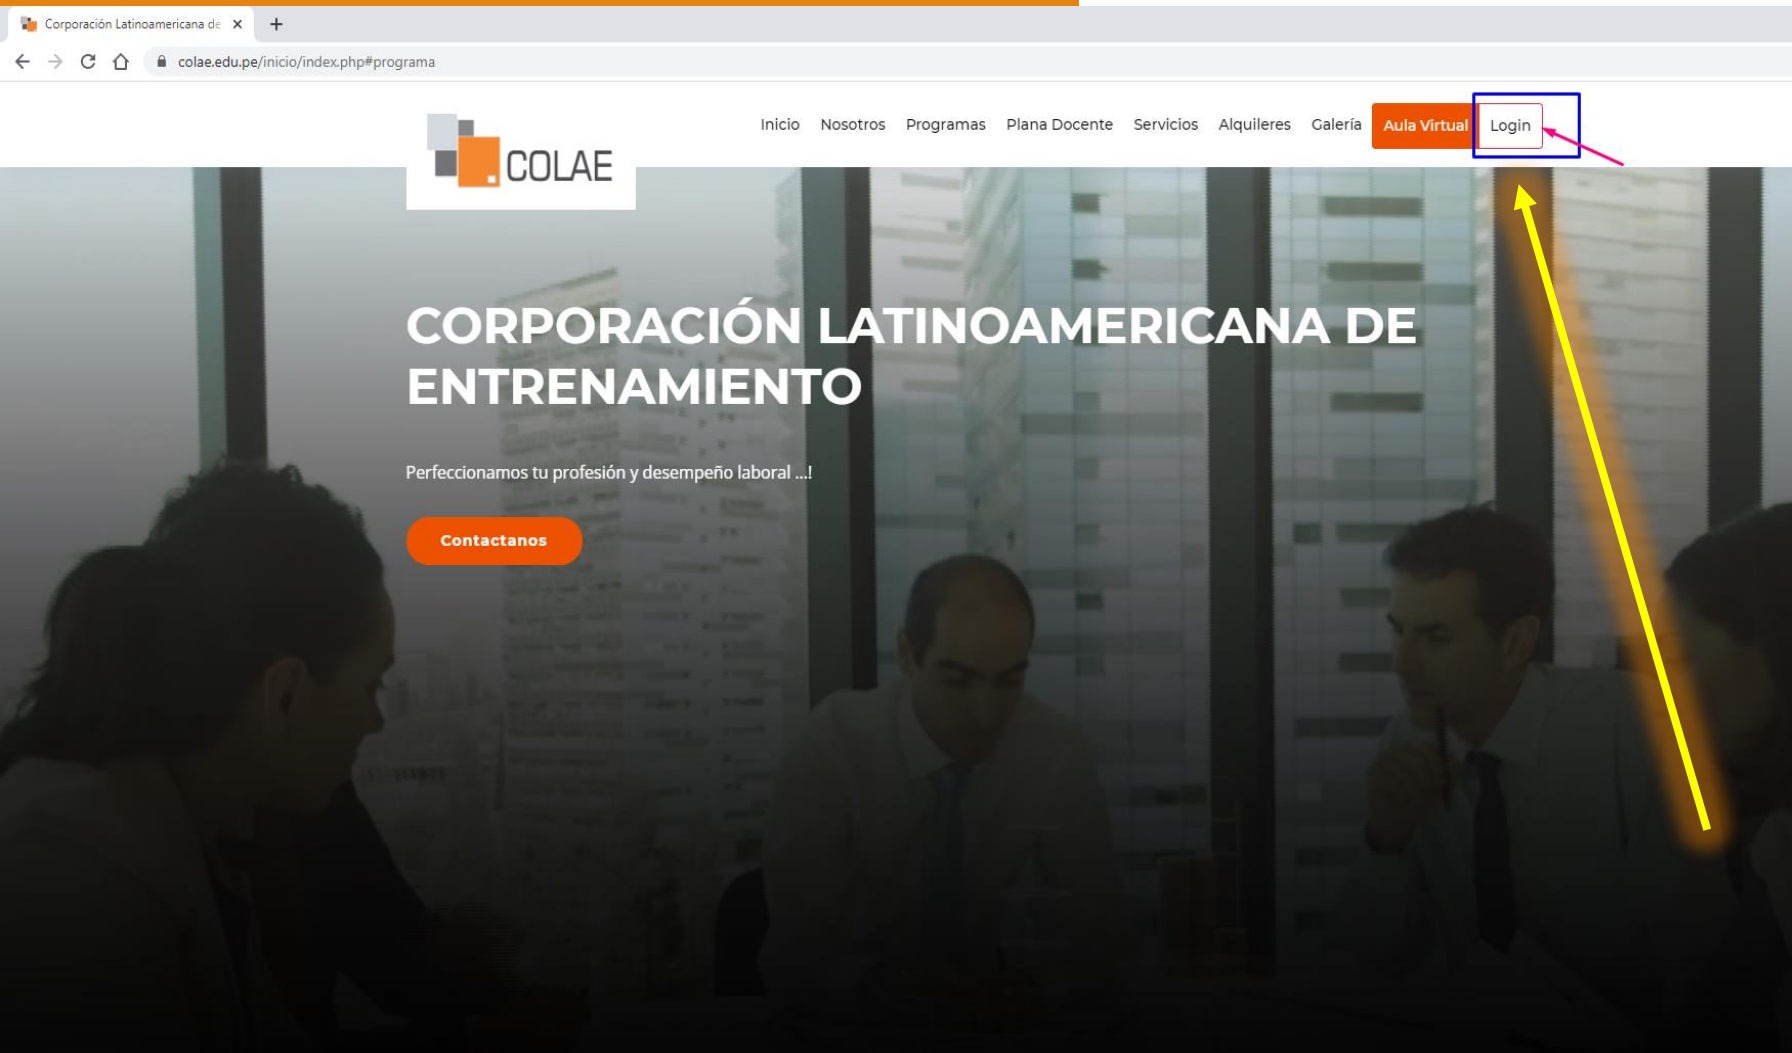 Corporación Latinoamericana de
colae.edu.pe/inicio/index.php#programa
COLAE
Inicio Nosotros Programas Plana Docente Servicios Alquileres Galería Aula Virtual Login
CORPORACIÓN LATINOAMERICANA DE
ENTRENAMIENTO
Perfeccionamos tu profesión y desempeño laboral ...!
Contactanos